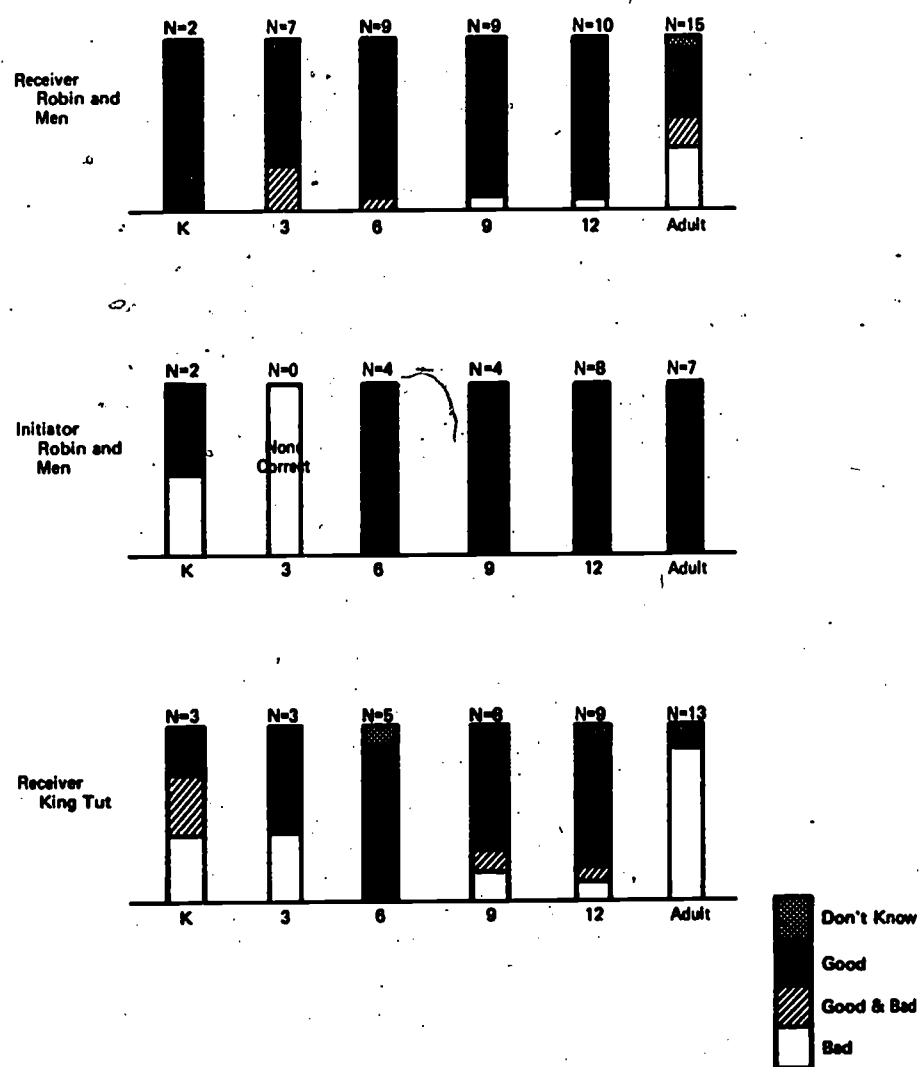 N=2 N=7 N=9 N=9 N=10 N=15
Receiver
Robin and
Men
K 3 6 9 12 Adult
N=2 N=0 N=4 N=4 N=8 N=7
Initiator
Robin and
Men
None
Correct
K 3 6 9 12 Adult
N=3 N=3 N=5 N=6 N=9 N=13
Receiver
King Tut
K 3 6 9 12 Adult
Don't Know
Good
Good & Bad
Bad